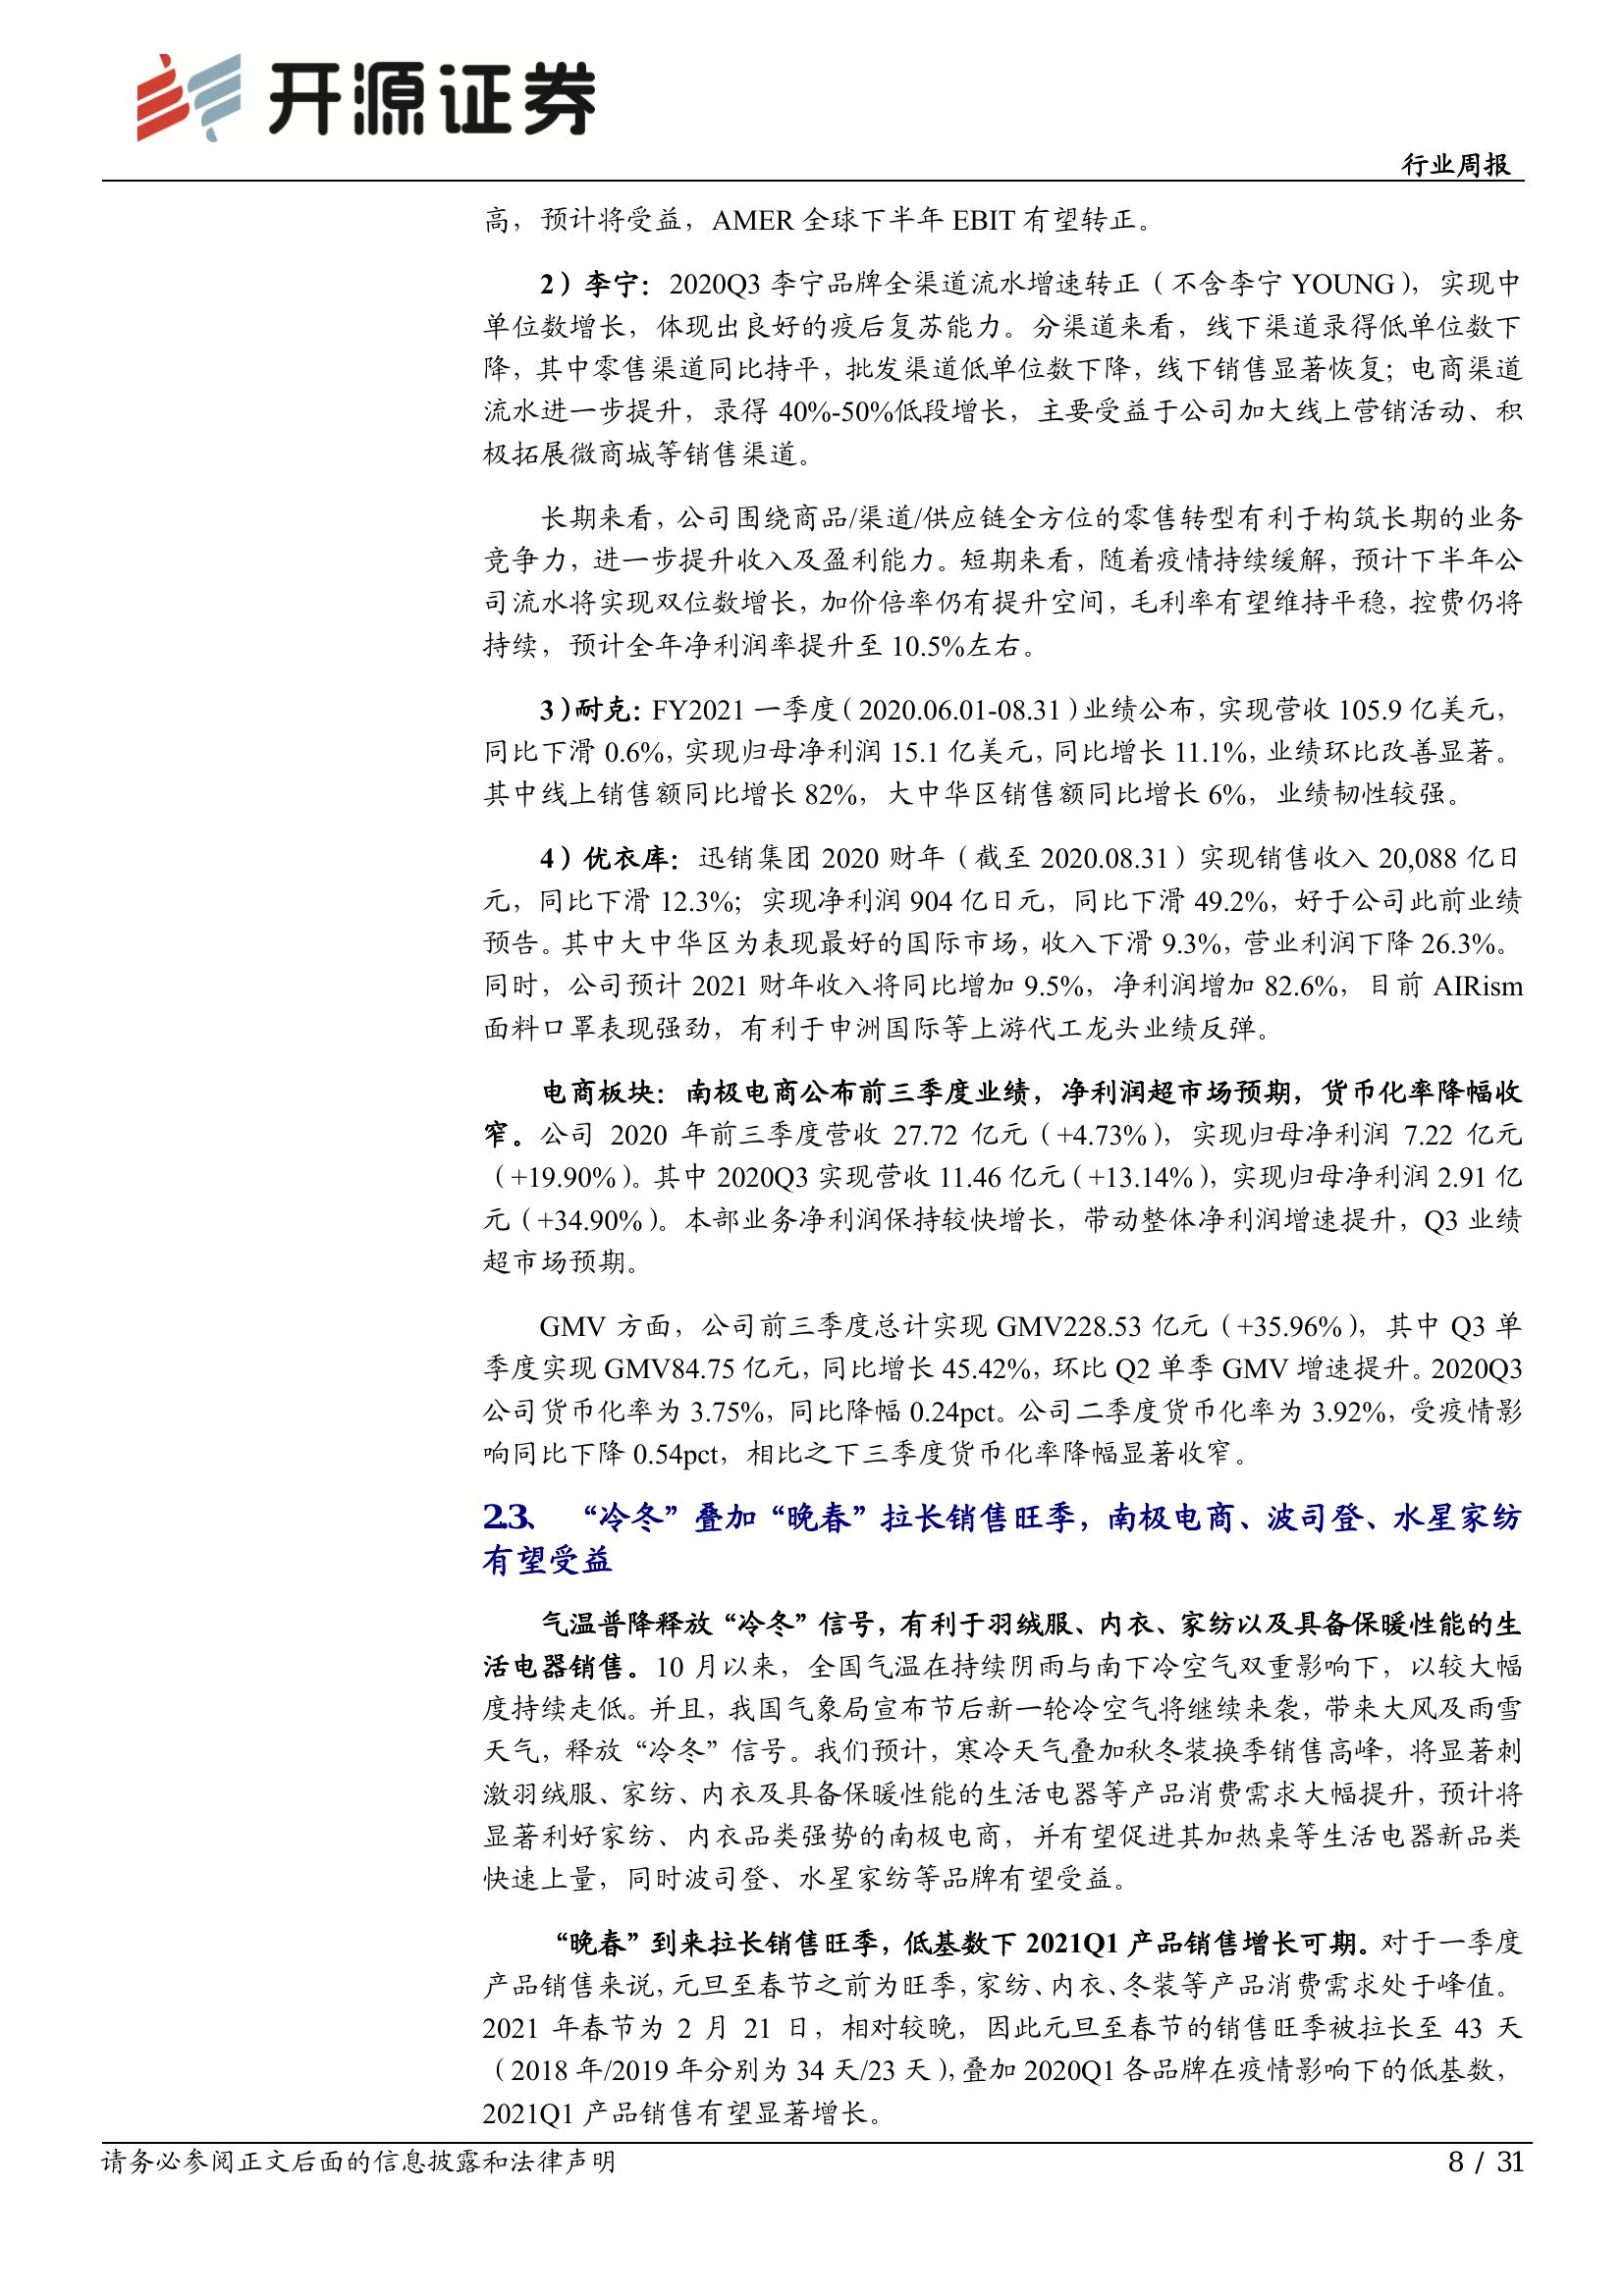 开源证券
行业周报
高，预计将受益，AMER 全球下半年 EBIT 有望转正。
2）李宁：2020Q3 李宁品牌全渠道流水增速转正（不含李宁 YOUNG），实现中
单位数增长，体现出良好的疫后复苏能力。分渠道来看，线下渠道录得低单位数下
降，其中零售渠道同比持平，批发渠道低单位数下降，线下销售显著恢复；电商渠道
流水进一步提升，录得 40%-50%低段增长，主要受益于公司加大线上营销活动、积
极拓展微商城等销售渠道。
长期来看，公司围绕商品/渠道/供应链全方位的零售转型有利于构筑长期的业务
竞争力，进一步提升收入及盈利能力。短期来看，随着疫情持续缓解，预计下半年公
司流水将实现双位数增长，加价倍率仍有提升空间，毛利率有望维持平稳，控费仍将
持续，预计全年净利润率提升至 10.5%左右。
3）耐克：FY2021 一季度（2020.06.01-08.31）业绩公布，实现营收 105.9 亿美元，
同比下滑 0.6%，实现归母净利润 15.1 亿美元，同比增长 11.1%，业绩环比改善显著。
其中线上销售额同比增长 82%，大中华区销售额同比增长 6%，业绩韧性较强。
4）优衣库：迅销集团 2020 财年（截至 2020.08.31）实现销售收入 20,088 亿日
元，同比下滑 12.3%；实现净利润 904 亿日元，同比下滑 49.2%，好于公司此前业绩
预告。其中大中华区为表现最好的国际市场，收入下滑 9.3%，营业利润下降 26.3%。
同时，公司预计 2021 财年收入将同比增加 9.5%，净利润增加 82.6%，目前 AIRism
面料口罩表现强劲，有利于申洲国际等上游代工龙头业绩反弹。
电商板块：南极电商公布前三季度业绩，净利润超市场预期，货币化率降幅收
窄。公司 2020 年前三季度营收 27.72 亿元（+4.73%），实现归母净利润 7.22 亿元
（+19.90%）。其中 2020Q3 实现营收 11.46 亿元（+13.14%），实现归母净利润 2.91 亿
元（+34.90%）。本部业务净利润保持较快增长，带动整体净利润增速提升，Q3 业绩
超市场预期。
GMV 方面，公司前三季度总计实现 GMV228.53 亿元（+35.96%），其中 Q3 单
季度实现 GMV84.75 亿元，同比增长 45.42%，环比 Q2 单季 GMV 增速提升。2020Q3
公司货币化率为 3.75%，同比降幅 0.24pct。公司二季度货币化率为 3.92%，受疫情影
响同比下降 0.54pct，相比之下三季度货币化率降幅显著收窄。
2.3、 “冷冬”叠加“晚春”拉长销售旺季，南极电商、波司登、水星家纺
有望受益
气温普降释放“冷冬”信号，有利于羽绒服、内衣、家纺以及具备保暖性能的生
活电器销售。10 月以来，全国气温在持续阴雨与南下冷空气双重影响下，以较大幅
度持续走低。并且，我国气象局宣布节后新一轮冷空气将继续来袭，带来大风及雨雪
天气，释放“冷冬”信号。我们预计，寒冷天气叠加秋冬装换季销售高峰，将显著刺
激羽绒服、家纺、内衣及具备保暖性能的生活电器等产品消费需求大幅提升，预计将
显著利好家纺、内衣品类强势的南极电商，并有望促进其加热桌等生活电器新品类
快速上量，同时波司登、水星家纺等品牌有望受益。
“晚春”到来拉长销售旺季，低基数下 2021Q1 产品销售增长可期。对于一季度
产品销售来说，元旦至春节之前为旺季，家纺、内衣、冬装等产品消费需求处于峰值。
2021 年春节为 2 月 21 日，相对较晚，因此元旦至春节的销售旺季被拉长至 43 天
（2018 年/2019 年分别为 34 天/23 天），叠加 2020Q1 各品牌在疫情影响下的低基数，
2021Q1 产品销售有望显著增长。
请务必参阅正文后面的信息披露和法律声明
8 / 31